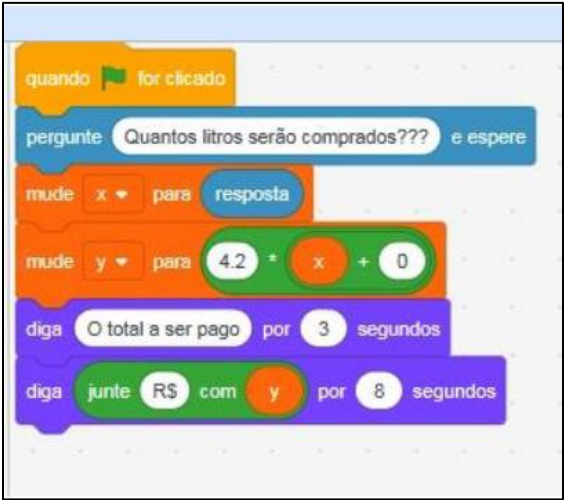 quando for clicado
pergunte Quantos litros serão comprados??? e espere
mude x para resposta
mude y para 4.2 * x + 0
diga O total a ser pago por 3 segundos
diga junte R$ com y por 8 segundos